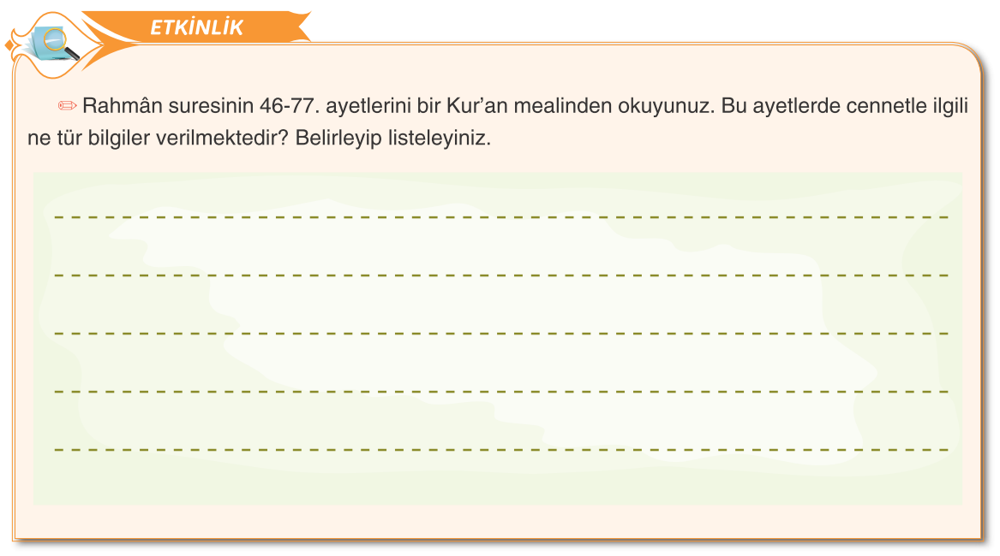 ETKİNLİK
Rahmân suresinin 46-77. ayetlerini bir Kur’an mealinden okuyunuz. Bu ayetlerde cennetle ilgili
ne tür bilgiler verilmektedir? Belirleyip listeleyiniz.